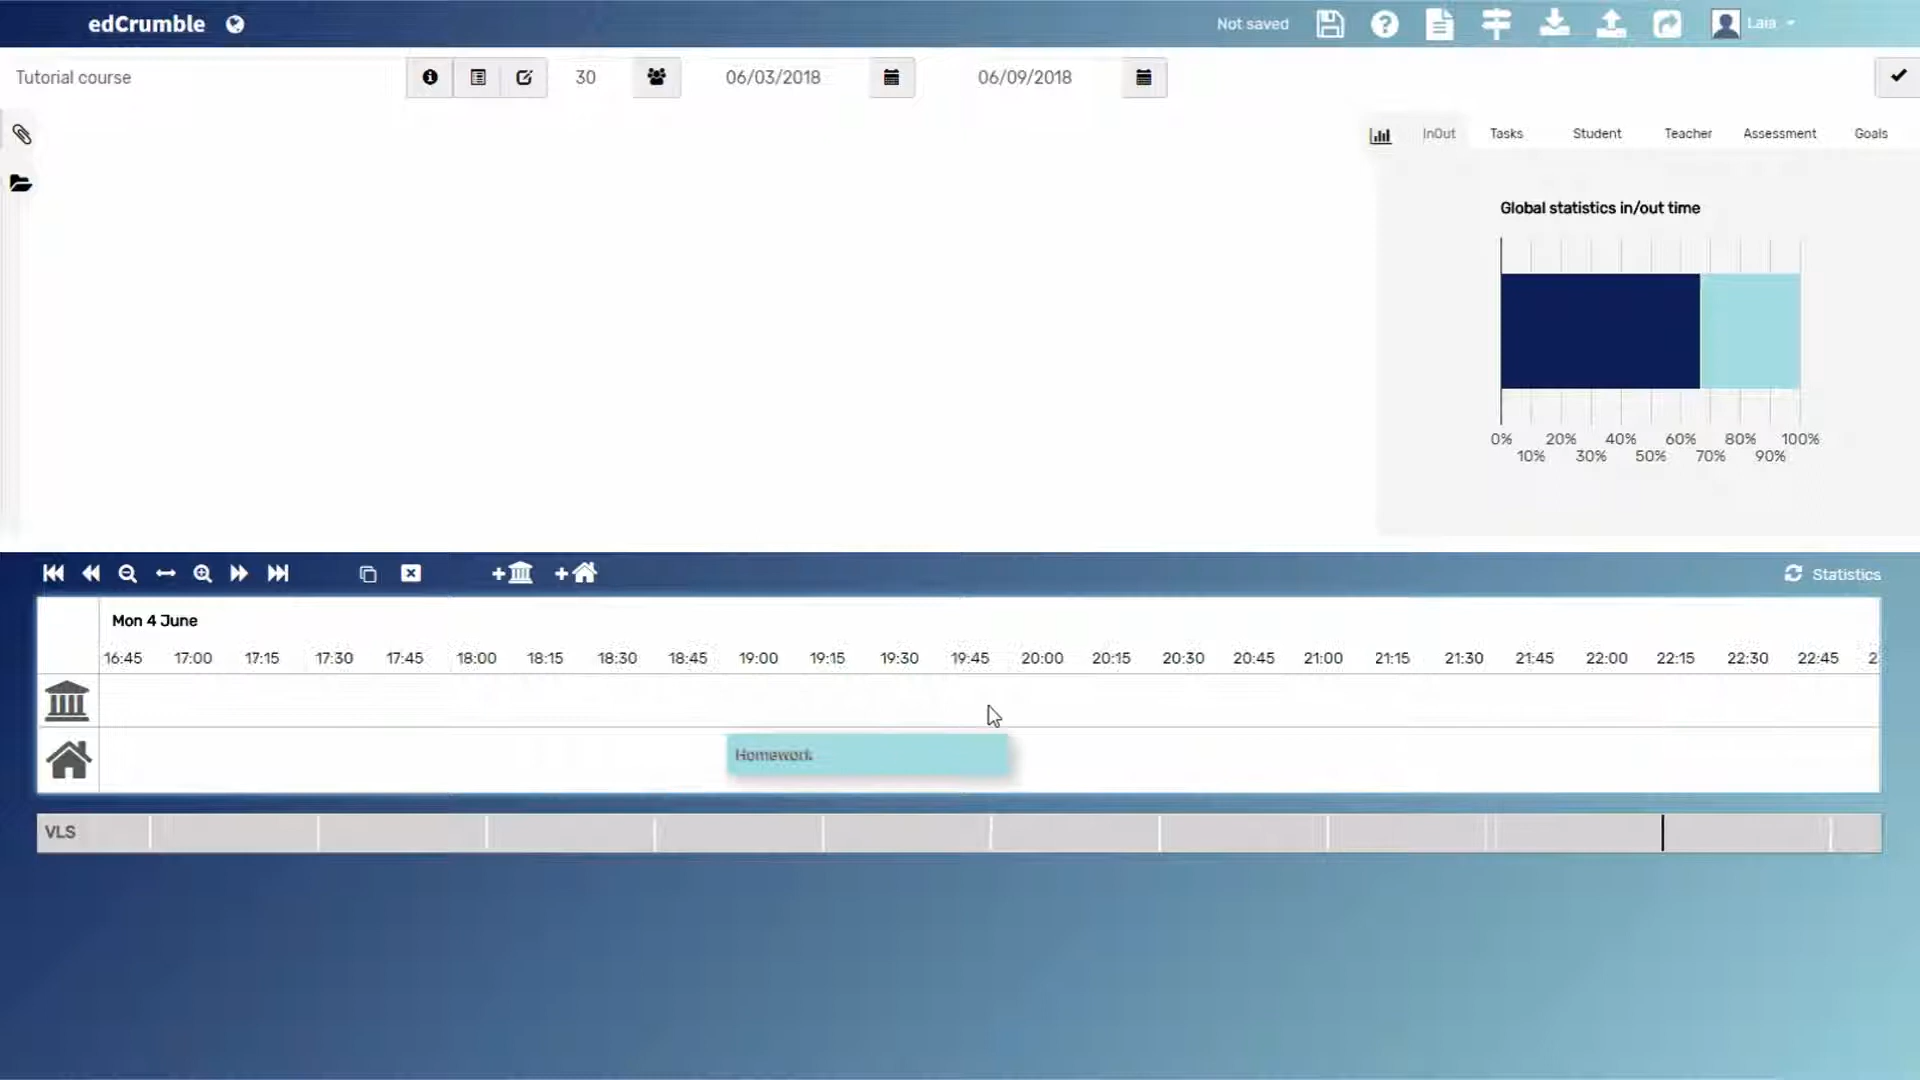 edCrumble
Not saved
Laia
Tutorial course
30
06/03/2018
06/09/2018
InOut
Tasks
Student
Teacher
Assessment
Goals
Global statistics in/out time
0% 20% 40% 60% 80% 100%
10% 30% 50% 70% 90%
Statistics
Mon 4 June
16:45 17:00 17:15 17:30 17:45 18:00 18:15 18:30 18:45 19:00 19:15 19:30 19:45 20:00 20:15 20:30 20:45 21:00 21:15 21:30 21:45 22:00 22:15 22:30 22:45 2
Homework
VLS